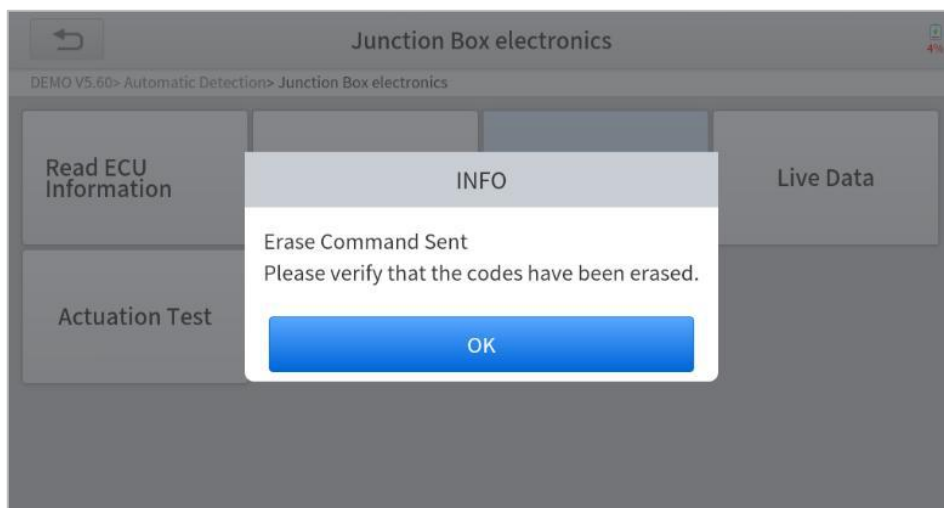 Junction Box electronics
4%
DEMO V5.60> Automatic Detection> Junction Box electronics
Read ECU
Information
Live Data
INFO
Erase Command Sent
Please verify that the codes have been erased.
OK
Actuation Test